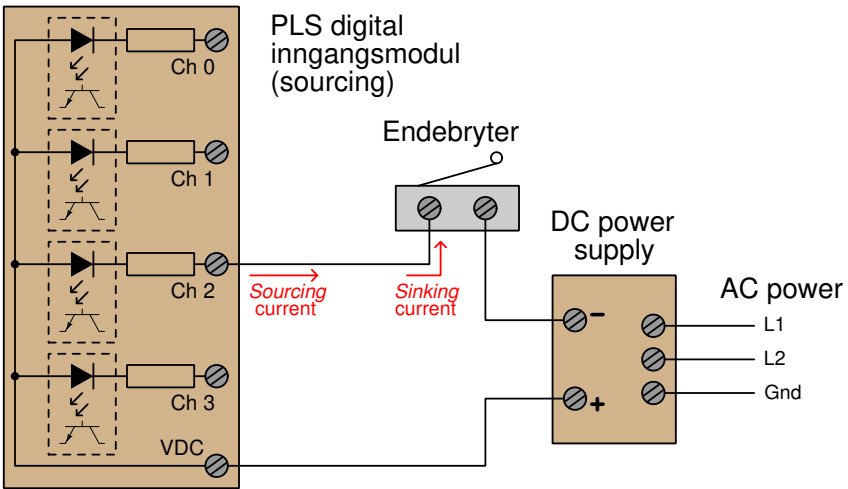 PLS digital
inngangsmodul
(sourcing)
Ch 0
Endebryter
Ch 1
DC power
supply
Ch 2
Sourcing
current
Sinking
current
AC power
-
L1
L2
Gnd
+
Ch 3
VDC